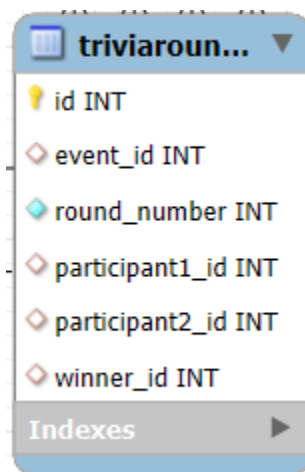 triviaroun...
id INT
event_id INT
round_number INT
participant1_id INT
participant2_id INT
winner_id INT
Indexes